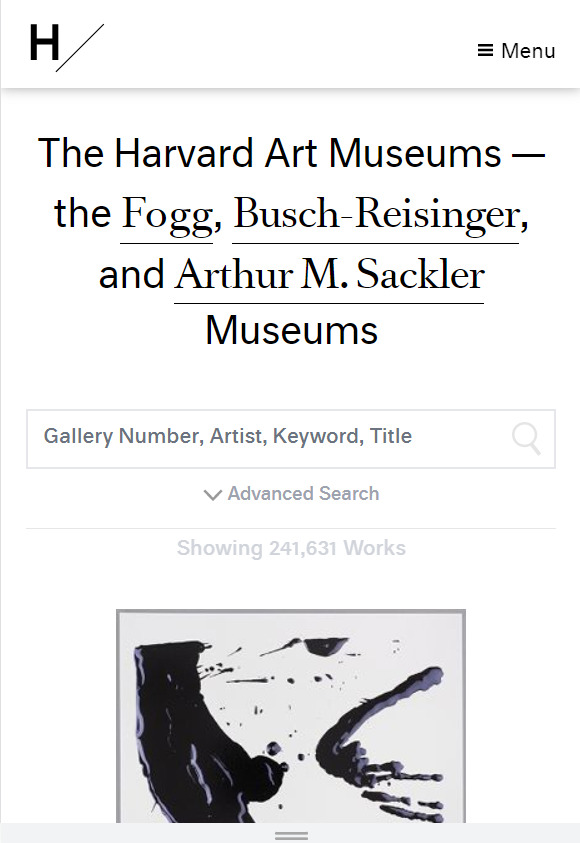 H
Menu
The Harvard Art Museums —
the Fogg, Busch-Reisinger,
and Arthur M. Sackler
Museums
Gallery Number, Artist, Keyword, Title
Advanced Search
Showing 241,631 Works